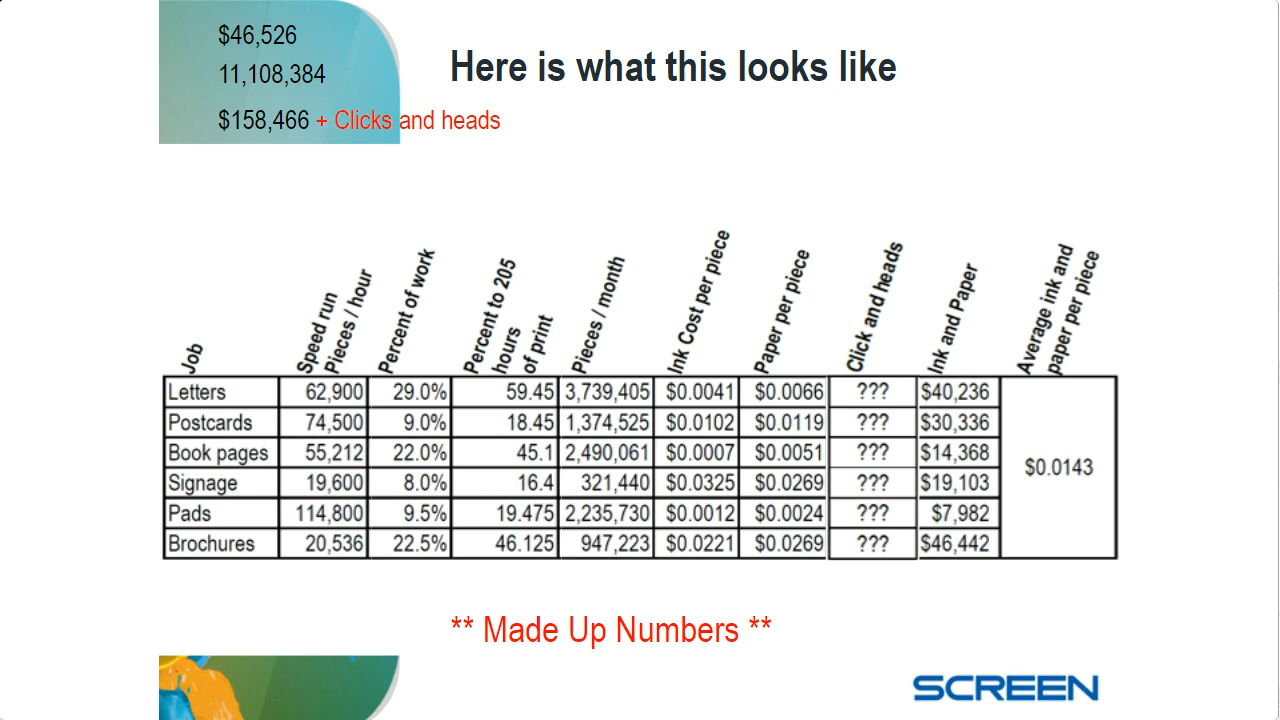 $46,526
11,108,384
$158,466 + Clicks and heads
Here is what this looks like
Job
Speed run
Pieces / hour
Percent of work
Percent to 205
hours
of print
Pieces / month
Ink Cost per piece
Paper per piece
Click and heads
Ink and Paper
Average ink and
paper per piece
Letters 62,900 29.0% 59.45 3,739,405 $0.0041 $0.0066 ??? $40,236
Postcards 74,500 9.0% 18.45 1,374,525 $0.0102 $0.0119 ??? $30,336
Book pages 55,212 22.0% 45.1 2,490,061 $0.0007 $0.0051 ??? $14,368
$0.0143
Signage 19,600 8.0% 16.4 321,440 $0.0325 $0.0269 ??? $19,103
Pads 114,800 9.5% 19.475 2,235,730 $0.0012 $0.0024 ??? $7,982
Brochures 20,536 22.5% 46.125 947,223 $0.0221 $0.0269 ??? $46,442
** Made Up Numbers **
SCREEN